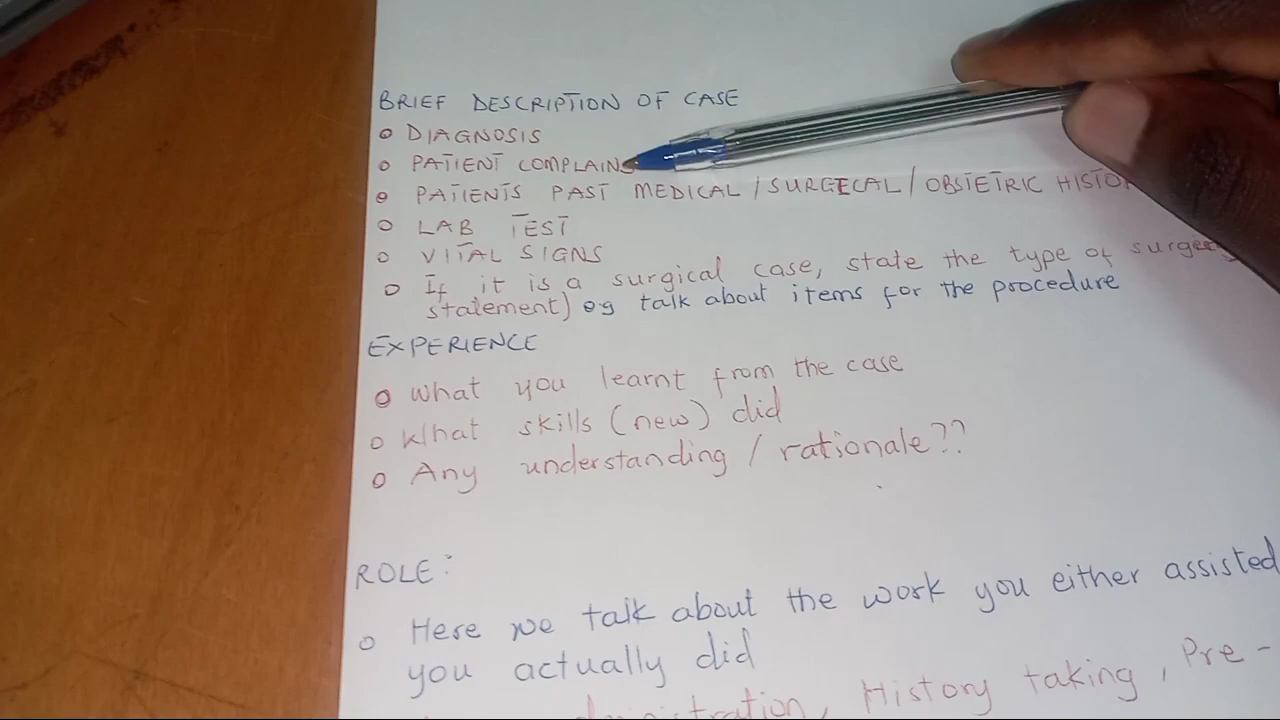 BRIEF DESCRIPTION OF CASE
DIAGNOSIS
PATIENT COMPLAINS
PATIENTS PAST MEDICAL / SURGECAL / OBSTETRIC
LAB TEST
VITAL SIGNS
If it is a surgical case, state the type of
statement) eg talk about items for the procedure
EXPERIENCE
What you learnt from the case
What skills (new) did
Any understanding / rationale??
ROLE:
Here we talk about the work you either assisted
you actually did
History taking, Pre-